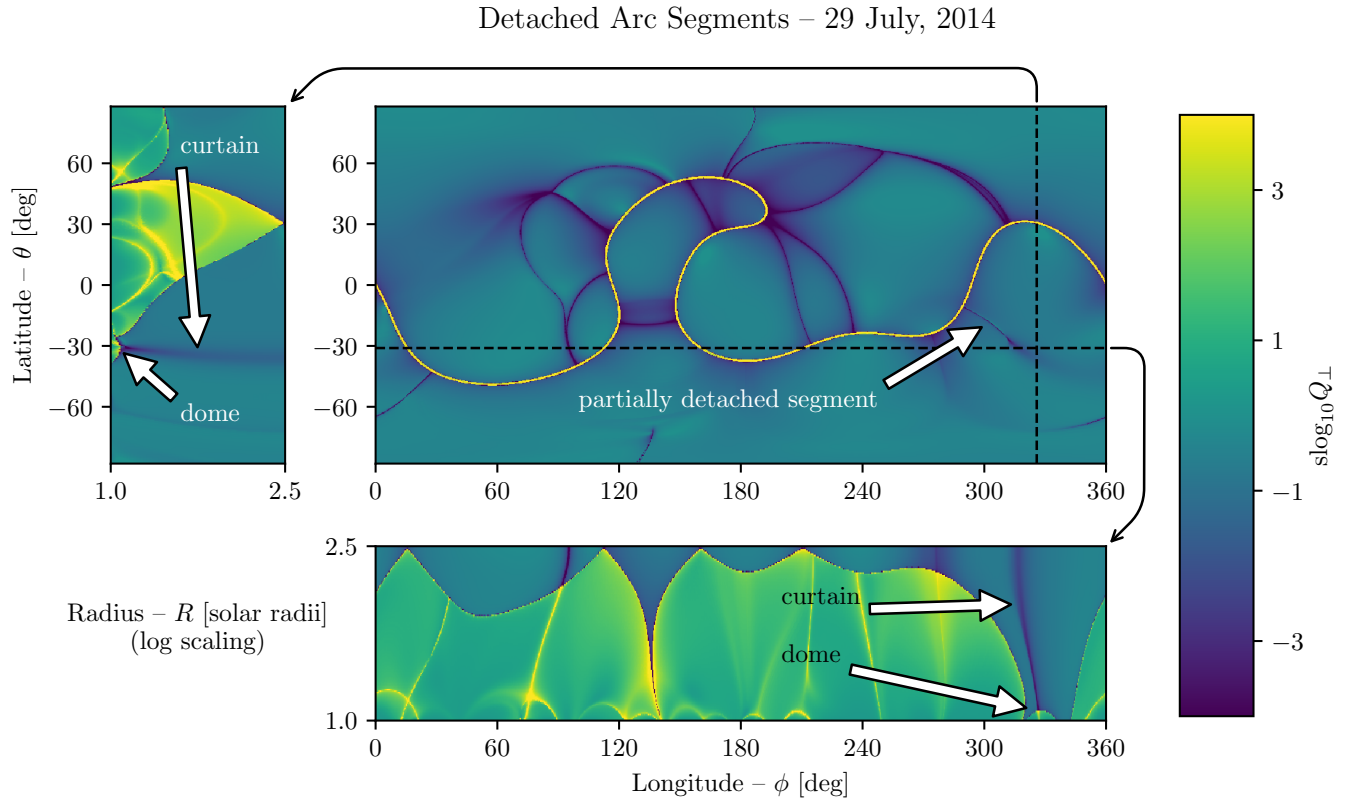 Detached Arc Segments – 29 July, 2014
curtain
dome
60
30
0
−30
−60
Latitude – θ [deg]
1.0
2.5
60
30
0
−30
−60
partially detached segment
0
60
120
180
240
300
360
3
1
−1
−3
slog₁₀Q⊥
2.5
1.0
Radius – R [solar radii]
(log scaling)
curtain
dome
0
60
120
180
240
300
360
Longitude – ϕ [deg]